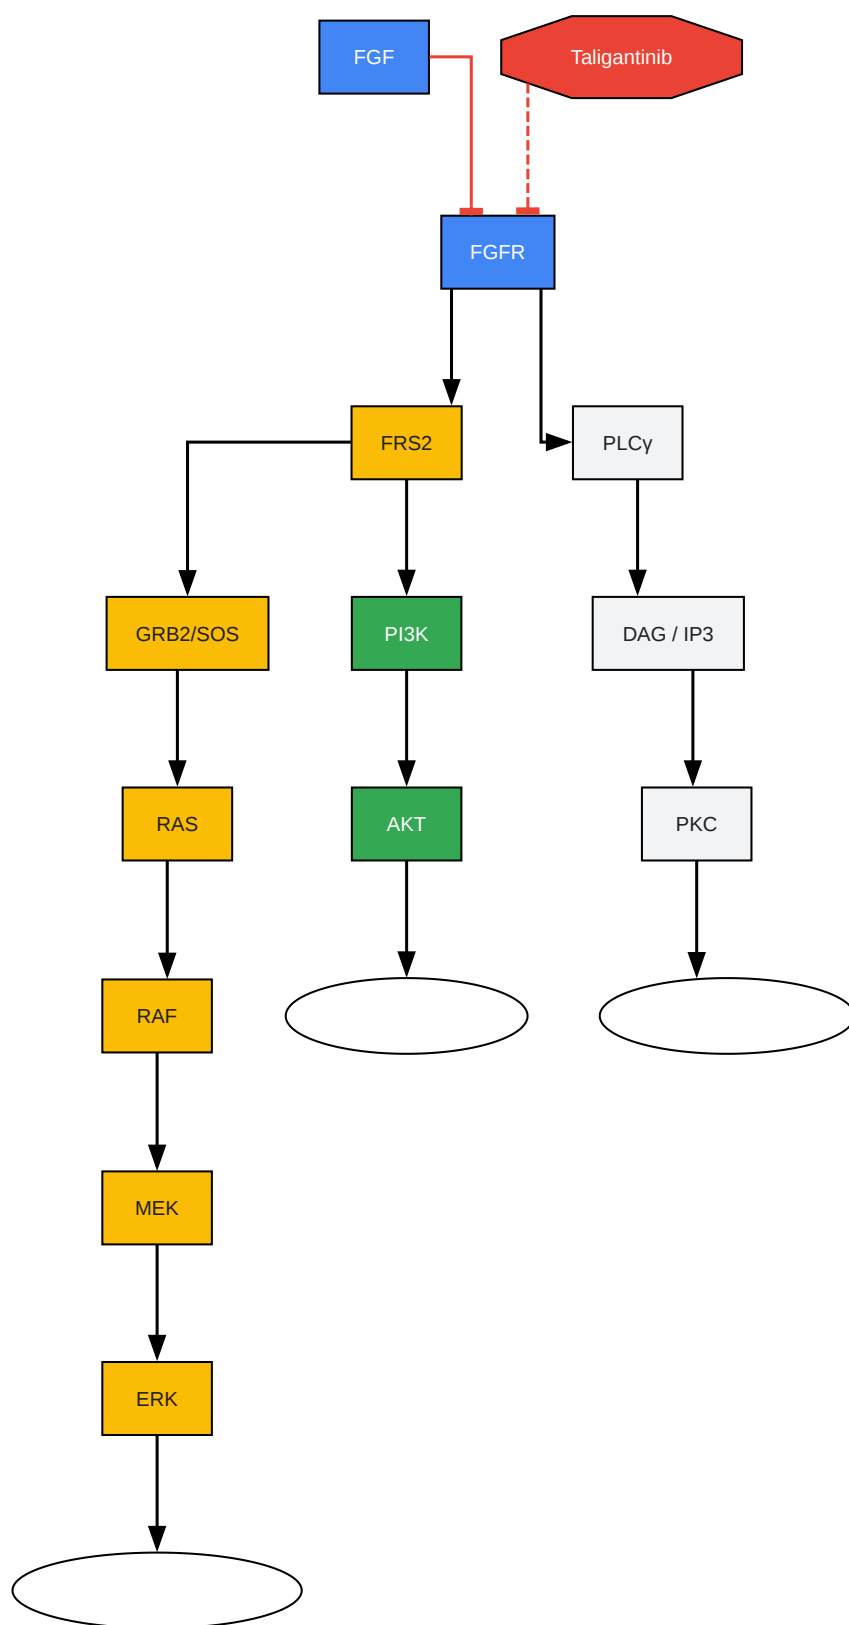 FGF
Taligantinib
FGFR
FRS2
PLCγ
GRB2/SOS
PI3K
DAG / IP3
RAS
AKT
PKC
RAF
MEK
ERK